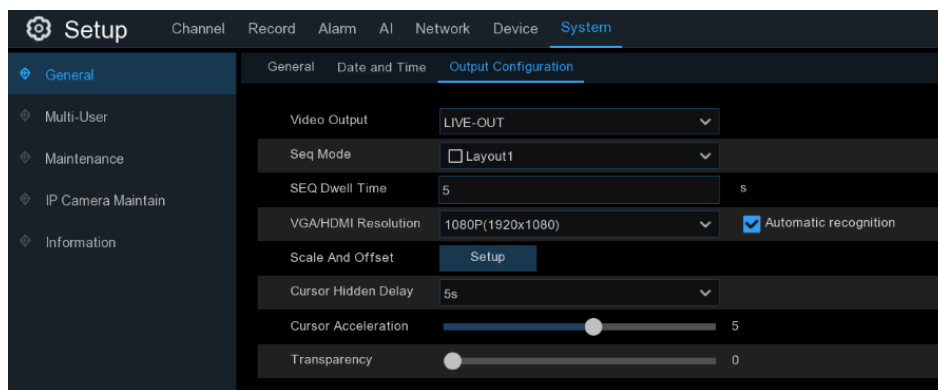 Setup Channel Record Alarm AI Network Device System
General Date and Time Output Configuration
General
Multi-User
Maintenance
IP Camera Maintain
Information
Video Output LIVE-OUT
Seq Mode Layout1
SEQ Dwell Time 5 s
VGA/HDMI Resolution 1080P(1920x1080) Automatic recognition
Scale And Offset Setup
Cursor Hidden Delay 5s
Cursor Acceleration 5
Transparency 0